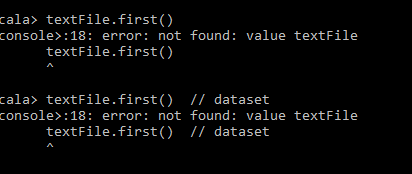 cala> textFile.first()
console>:18: error: not found: value textFile
textFile.first()
^
cala> textFile.first()  // dataset
console>:18: error: not found: value textFile
textFile.first()  // dataset
^